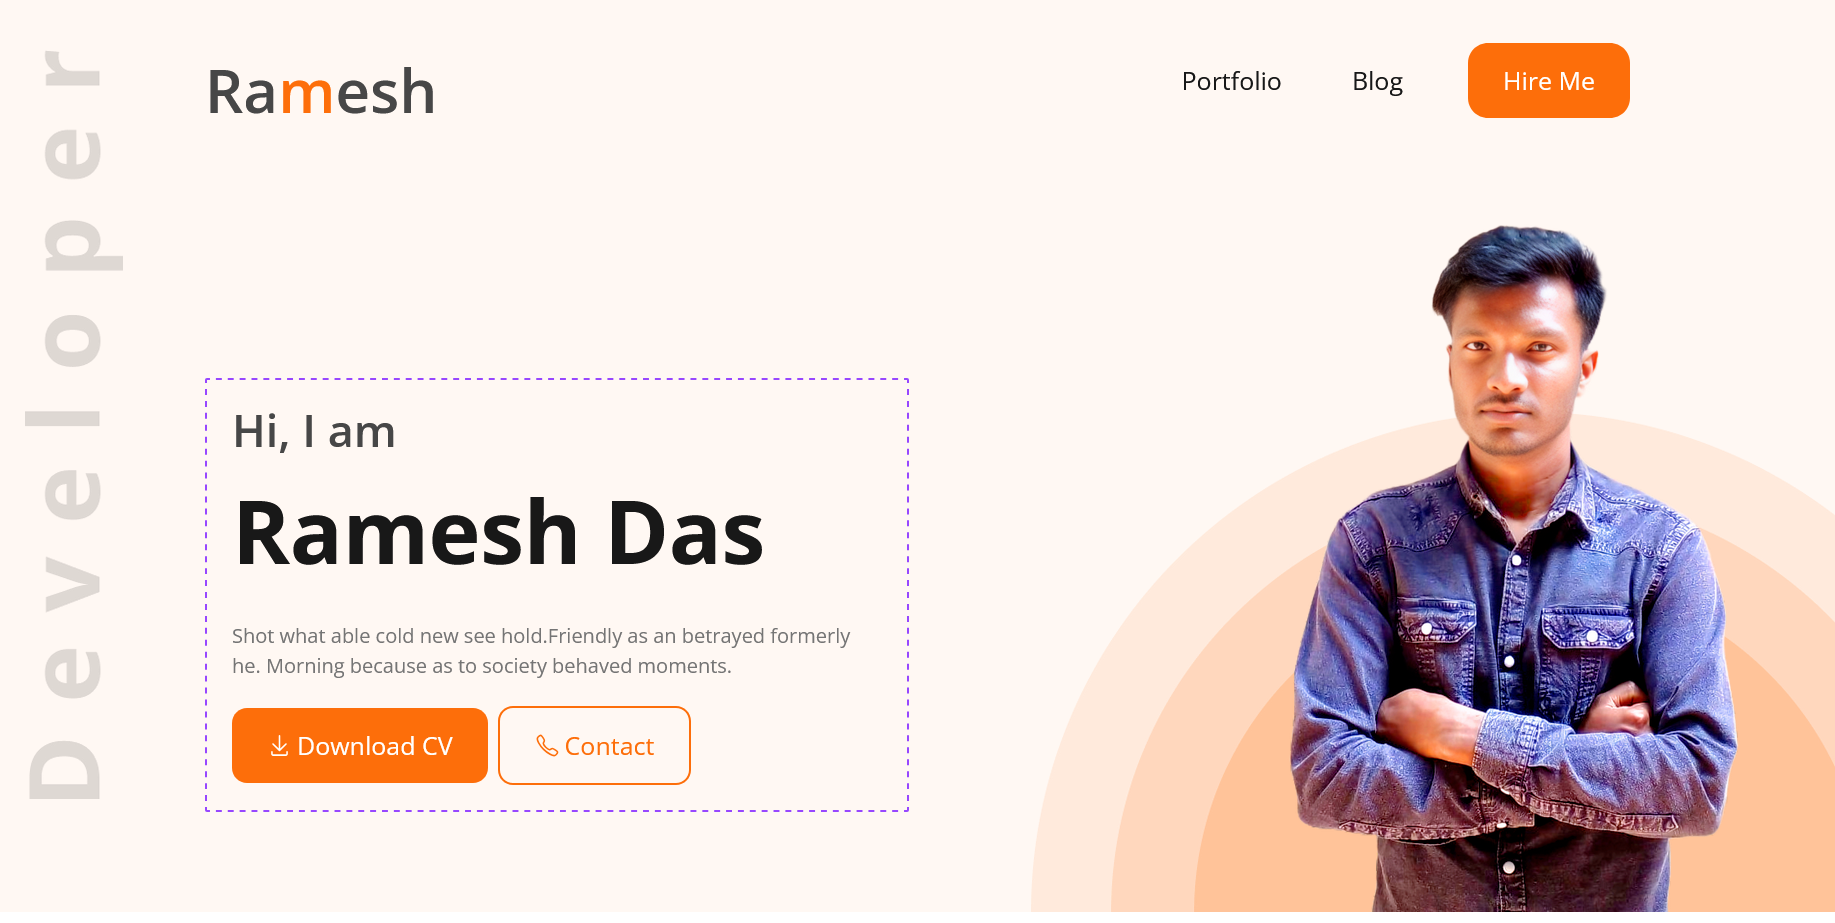 Developer
Ramesh
Portfolio Blog Hire Me
Hi, I am
Ramesh Das
Shot what able cold new see hold.Friendly as an betrayed formerly
he. Morning because as to society behaved moments.
Download CV Contact